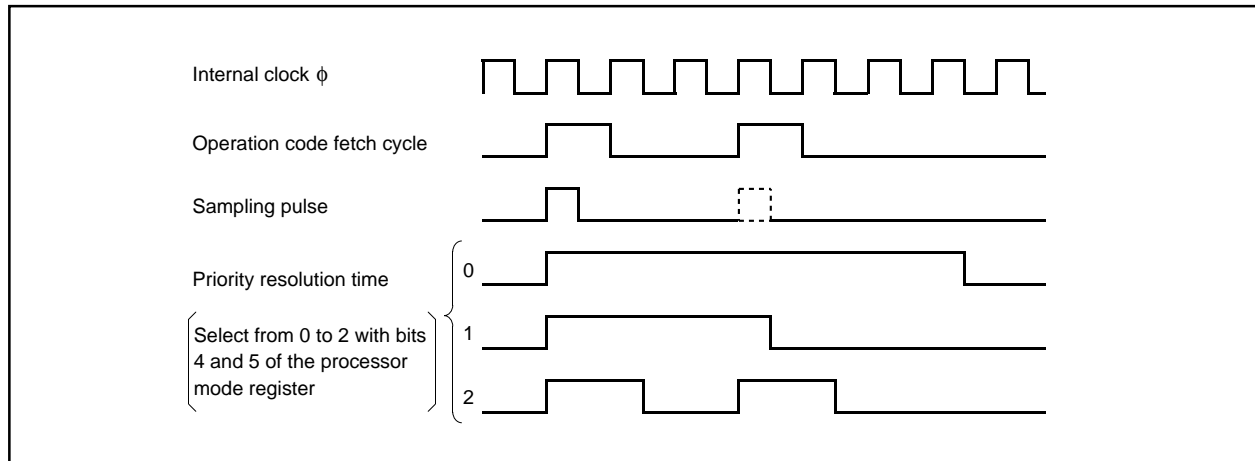 Internal clock ϕ
Operation code fetch cycle
Sampling pulse
Priority resolution time
0
Select from 0 to 2 with bits
4 and 5 of the processor
mode register
1
2